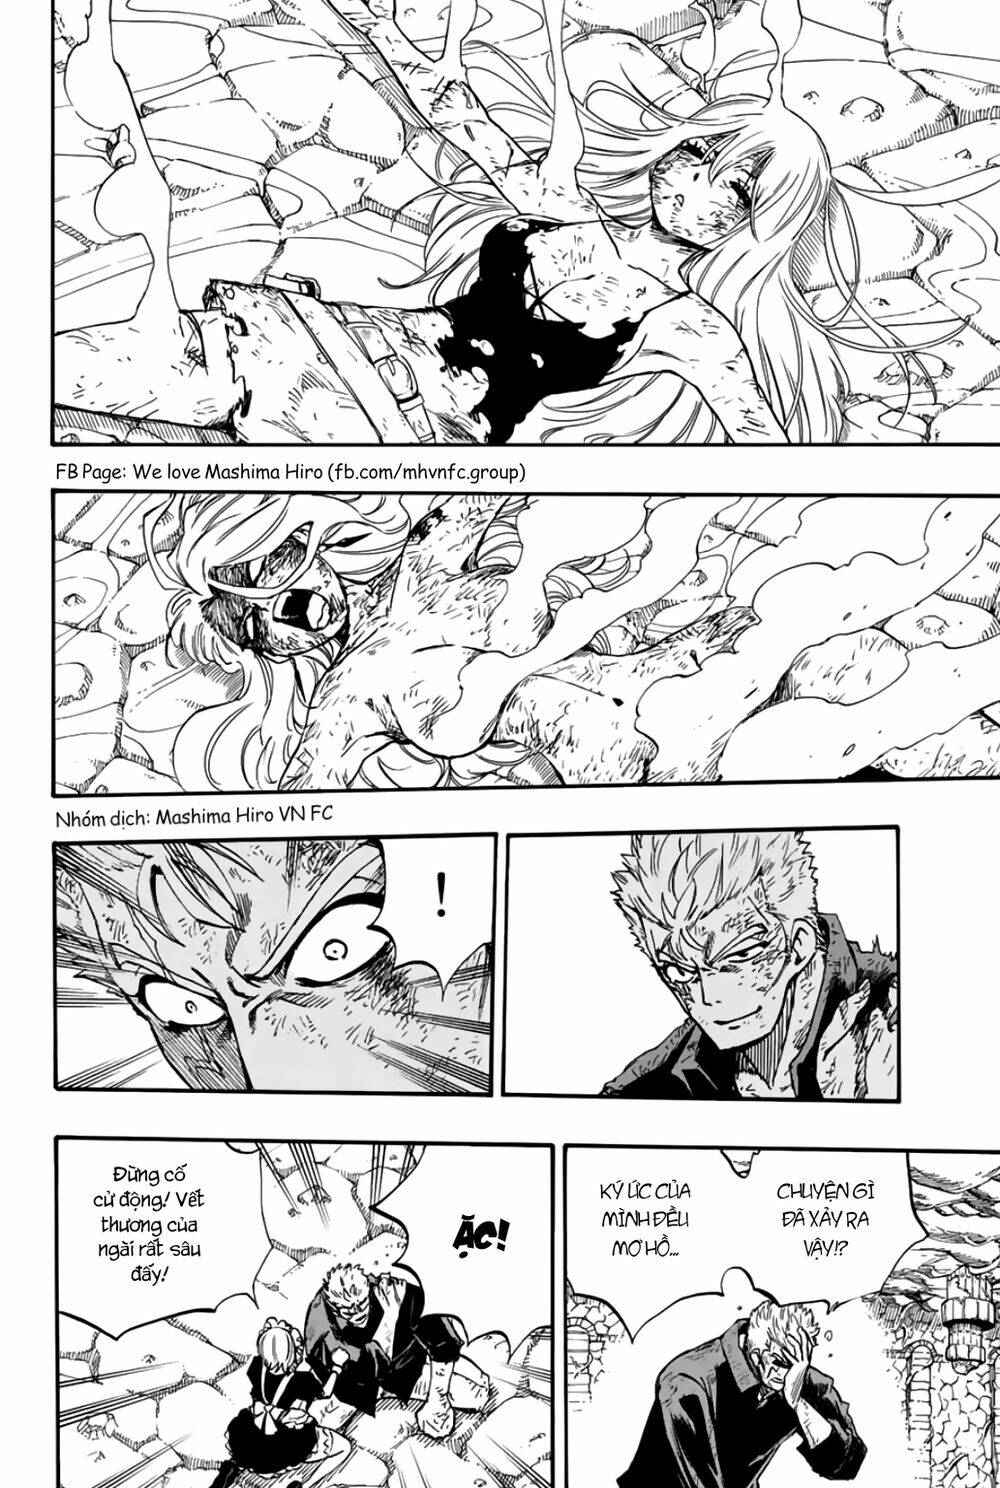 FB Page: We love Mashima Hiro (fb.com/mhvnfc.group)
Nhóm dịch: Mashima Hiro VN FC
!
Đừng cố
cử động! Vết
thương của
ngài rất sâu
đấy!
ẶC!
KÝ ỨC CỦA
MÌNH ĐỀU
MƠ HỒ...
CHUYỆN GÌ
ĐÃ XẢY RA
VẬY!?